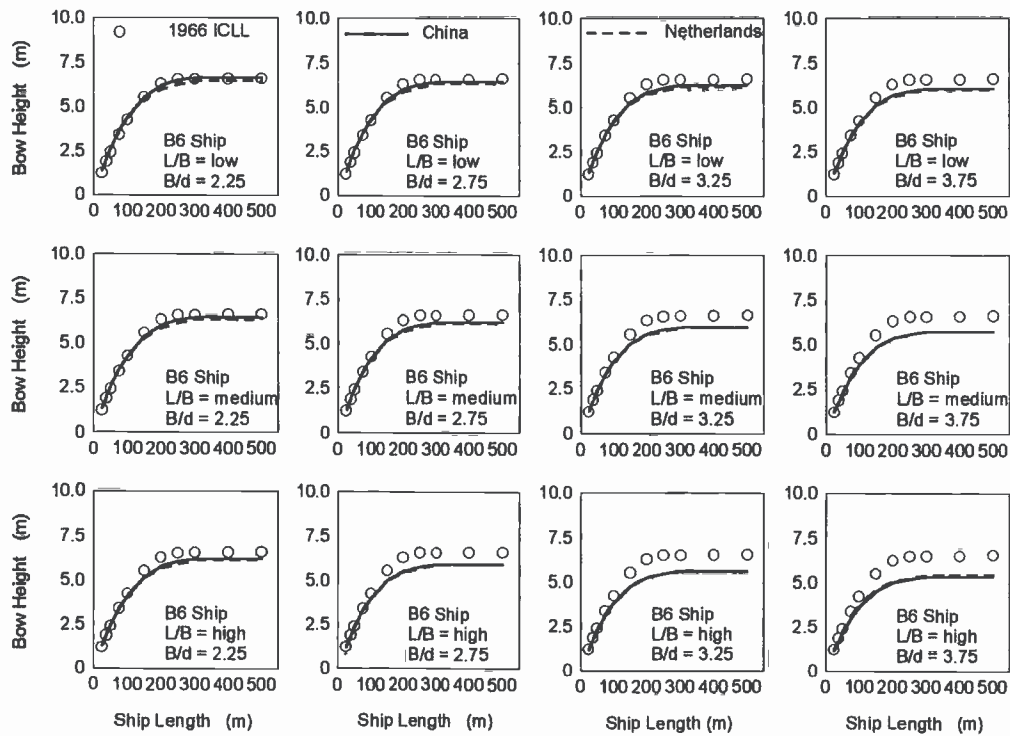 1966 ICLL
China
Netherlands
Bow Height (m)
10.0
7.5
5.0
2.5
0
B6 Ship
L/B = low
B/d = 2.25
0 100 200 300 400 500
10.0
7.5
5.0
2.5
0
B6 Ship
L/B = low
B/d = 2.75
0 100 200 300 400 500
10.0
7.5
5.0
2.5
0
B6 Ship
L/B = low
B/d = 3.25
0 100 200 300 400 500
10.0
7.5
5.0
2.5
0
B6 Ship
L/B = low
B/d = 3.75
0 100 200 300 400 500
Bow Height (m)
10.0
7.5
5.0
2.5
0
B6 Ship
L/B = medium
B/d = 2.25
0 100 200 300 400 500
10.0
7.5
5.0
2.5
0
B6 Ship
L/B = medium
B/d = 2.75
0 100 200 300 400 500
10.0
7.5
5.0
2.5
0
B6 Ship
L/B = medium
B/d = 3.25
0 100 200 300 400 500
10.0
7.5
5.0
2.5
0
B6 Ship
L/B = medium
B/d = 3.75
0 100 200 300 400 500
Bow Height (m)
10.0
7.5
5.0
2.5
0
B6 Ship
L/B = high
B/d = 2.25
0 100 200 300 400 500
Ship Length (m)
10.0
7.5
5.0
2.5
0
B6 Ship
L/B = high
B/d = 2.75
0 100 200 300 400 500
Ship Length (m)
10.0
7.5
5.0
2.5
0
B6 Ship
L/B = high
B/d = 3.25
0 100 200 300 400 500
Ship Length (m)
10.0
7.5
5.0
2.5
0
B6 Ship
L/B = high
B/d = 3.75
0 100 200 300 400 500
Ship Length (m)